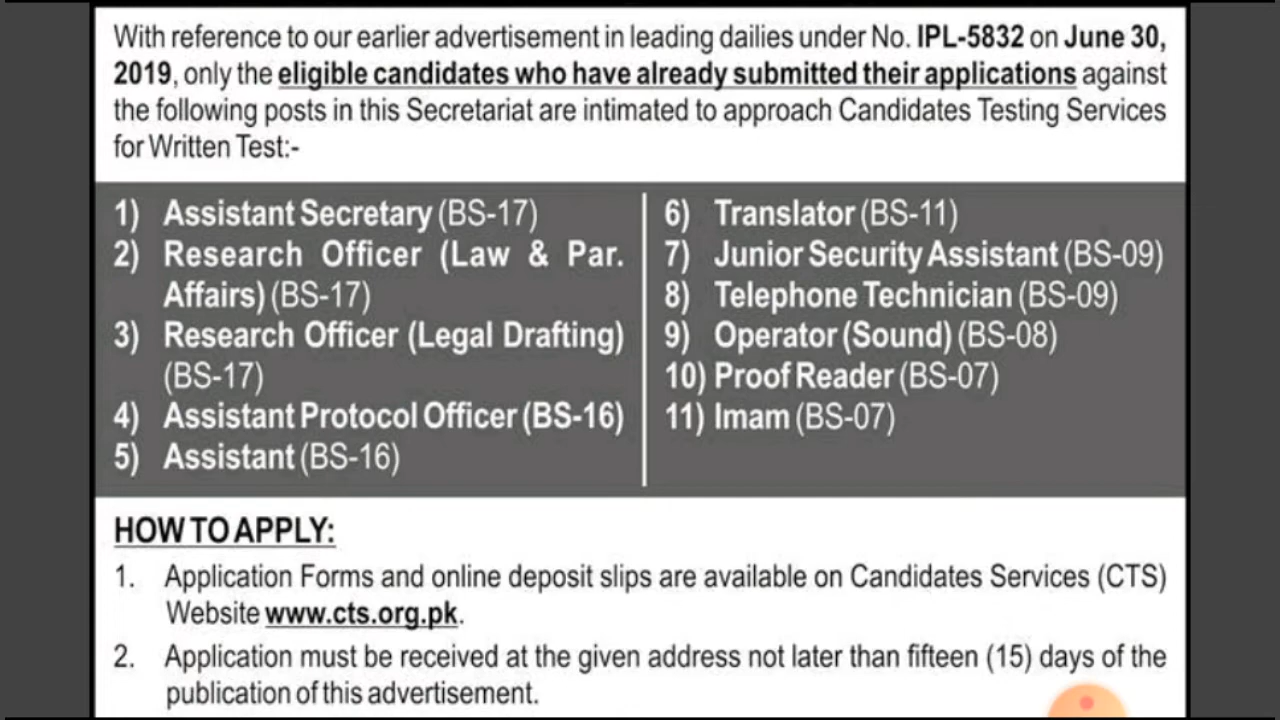 With reference to our earlier advertisement in leading dailies under No. IPL-5832 on June 30,
2019, only the eligible candidates who have already submitted their applications against
the following posts in this Secretariat are intimated to approach Candidates Testing Services
for Written Test:-
1) Assistant Secretary (BS-17)
2) Research Officer (Law & Par.
Affairs) (BS-17)
3) Research Officer (Legal Drafting)
(BS-17)
4) Assistant Protocol Officer (BS-16)
5) Assistant (BS-16)
6) Translator (BS-11)
7) Junior Security Assistant (BS-09)
8) Telephone Technician (BS-09)
9) Operator (Sound) (BS-08)
10) Proof Reader (BS-07)
11) Imam (BS-07)
HOW TO APPLY:
1. Application Forms and online deposit slips are available on Candidates Services (CTS)
Website www.cts.org.pk.
2. Application must be received at the given address not later than fifteen (15) days of the
publication of this advertisement.